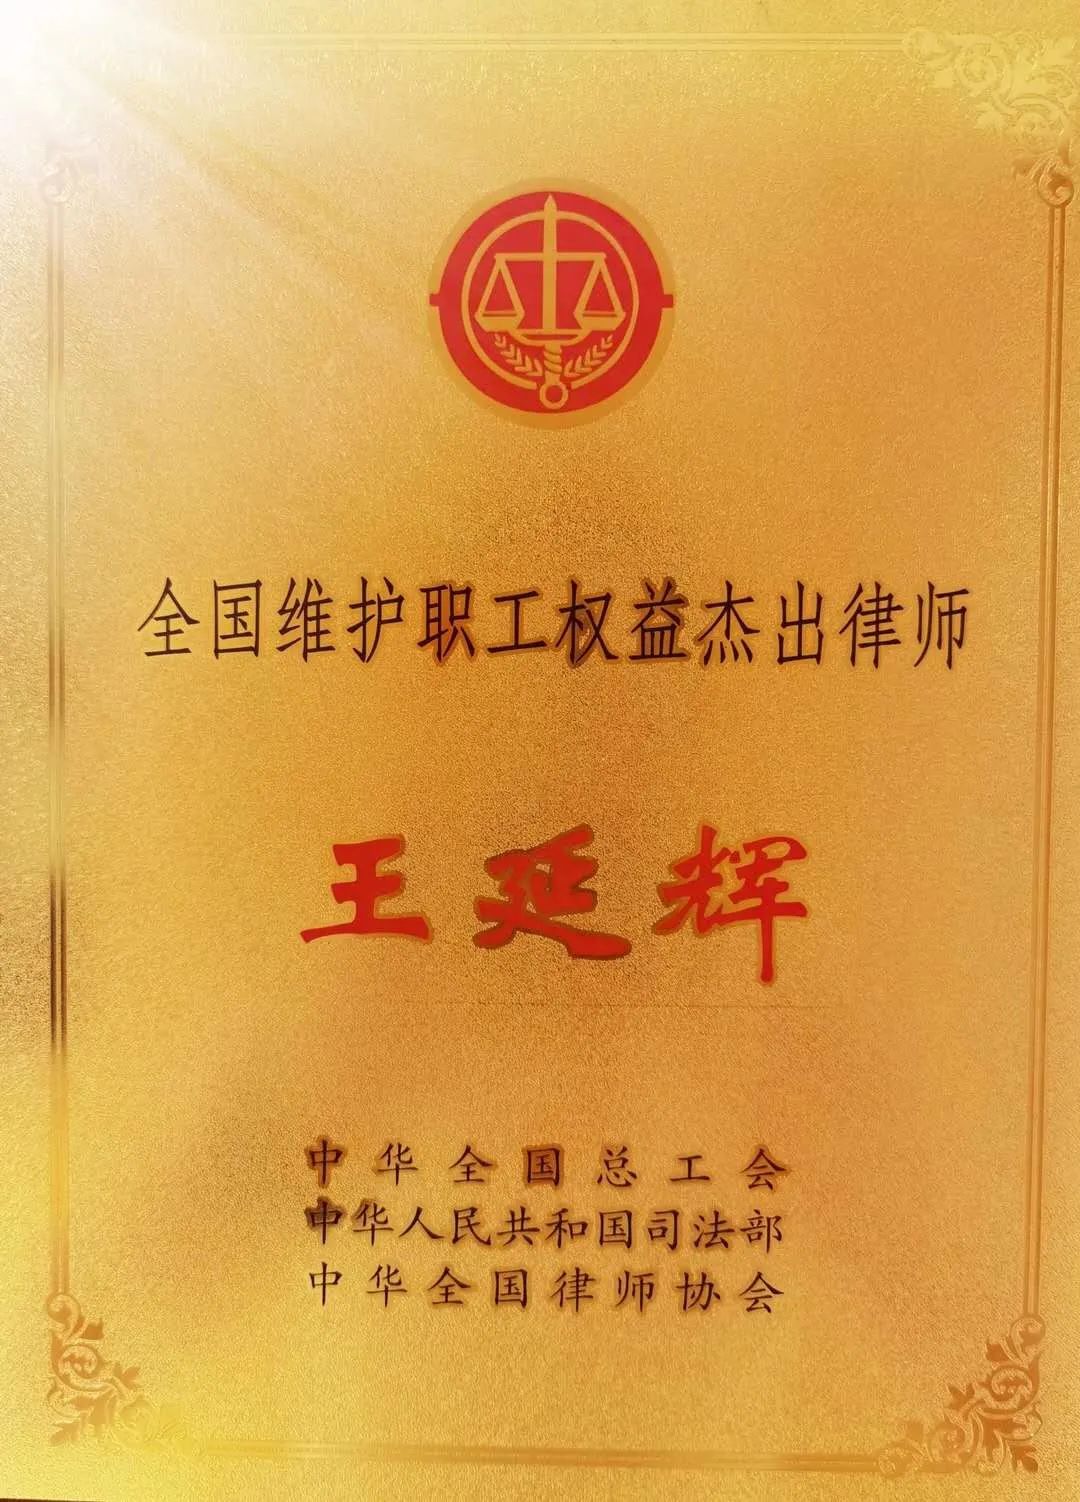 全国维护职工权益杰出律师
王延辉
中华全国总工会
中华人民共和国司法部
中华全国律师协会